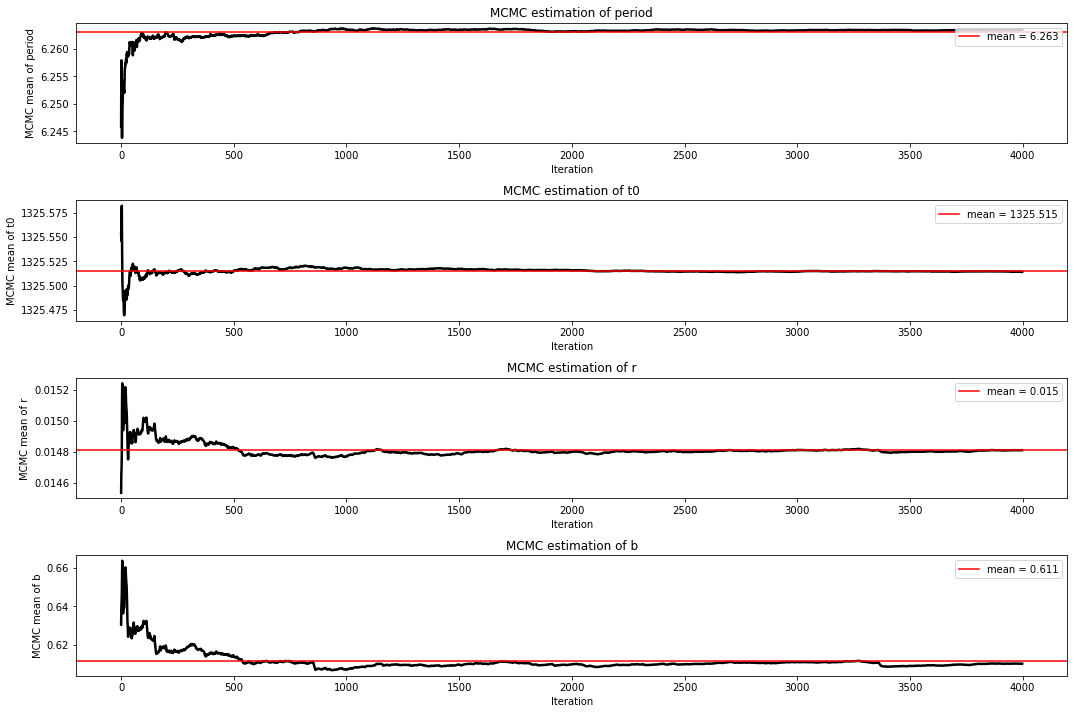 MCMC estimation of period
MCMC mean of period
6.260
6.255
6.250
6.245
mean = 6.263
0 500 1000 1500 2000 2500 3000 3500 4000
Iteration
MCMC estimation of t0
MCMC mean of t0
1325.575
1325.550
1325.525
1325.500
1325.475
mean = 1325.515
0 500 1000 1500 2000 2500 3000 3500 4000
Iteration
MCMC estimation of r
MCMC mean of r
0.0152
0.0150
0.0148
0.0146
mean = 0.015
0 500 1000 1500 2000 2500 3000 3500 4000
Iteration
MCMC estimation of b
MCMC mean of b
0.66
0.64
0.62
mean = 0.611
0 500 1000 1500 2000 2500 3000 3500 4000
Iteration